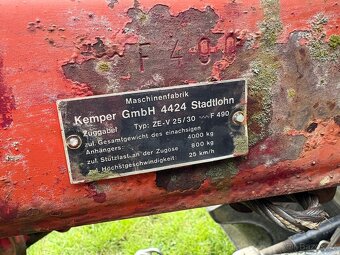 F 490
Maschinenfabrik
Kemper GmbH 4424 Stadtlohn
Zuggabel Typ: ZE-V 25/30 F 490
zul. Gesamtgewicht des einachsigen
Anhängers: 4000 kg
zul. Stützlast an der Zugöse: 800 kg
zul. Höchstgeschwindigkeit: 25 km/h